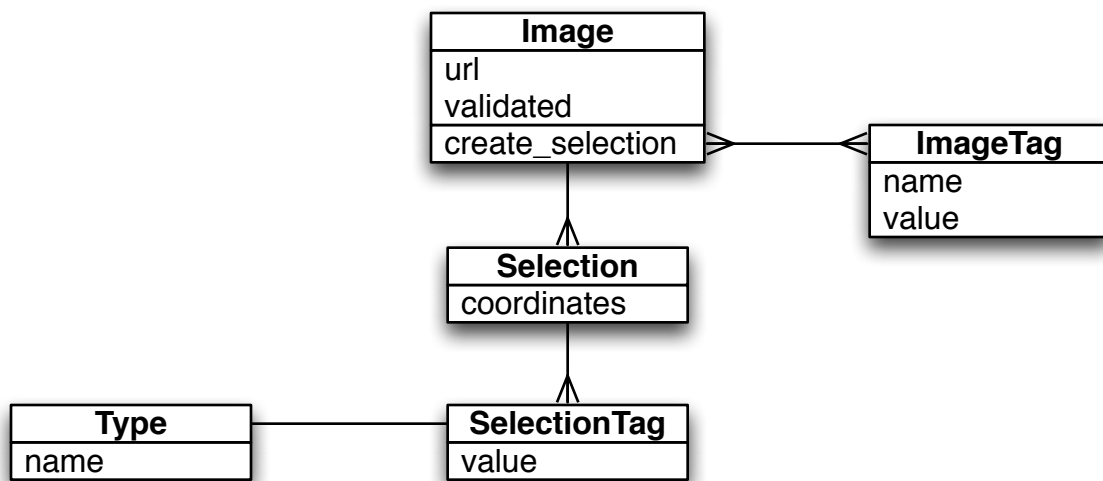 Image
url
validated
create_selection
ImageTag
name
value
Selection
coordinates
Type
name
SelectionTag
value